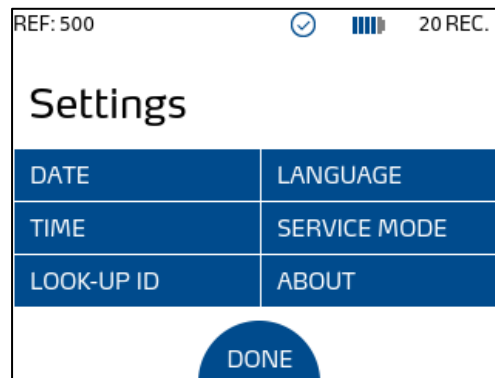 REF: 500 20 REC.
Settings
DATE LANGUAGE
TIME SERVICE MODE
LOOK-UP ID ABOUT
DONE